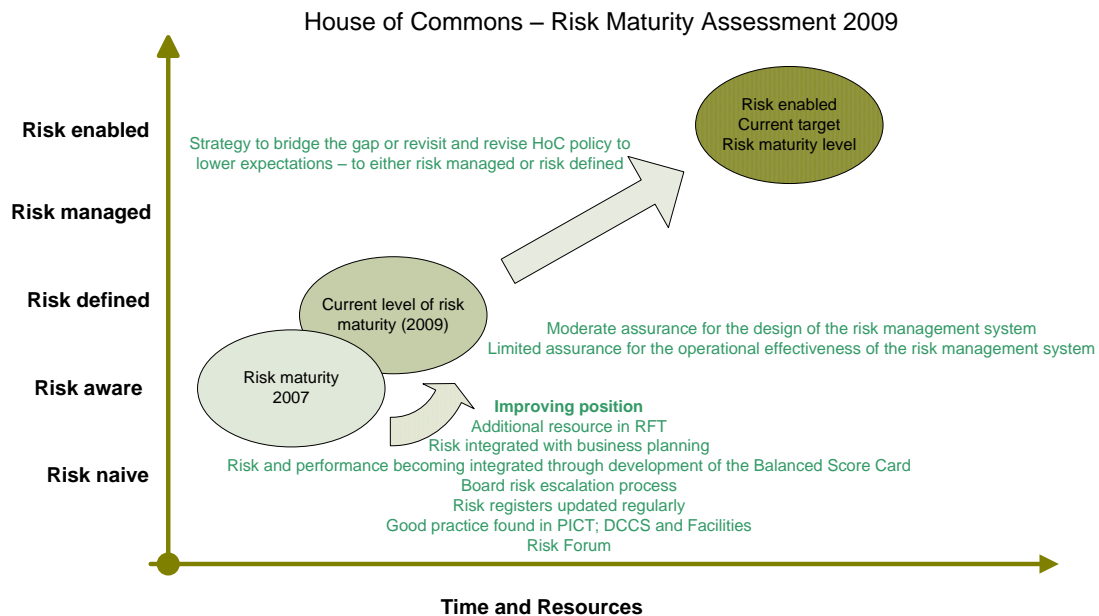 House of Commons – Risk Maturity Assessment 2009
Risk enabled
Risk managed
Risk defined
Risk aware
Risk naive
Strategy to bridge the gap or revisit and revise HoC policy to
lower expectations – to either risk managed or risk defined
Risk enabled
Current target
Risk maturity level
Current level of risk
maturity (2009)
Risk maturity
2007
Moderate assurance for the design of the risk management system
Limited assurance for the operational effectiveness of the risk management system
Improving position
Additional resource in RFT
Risk integrated with business planning
Risk and performance becoming integrated through development of the Balanced Score Card
Board risk escalation process
Risk registers updated regularly
Good practice found in PICT; DCCS and Facilities
Risk Forum
Time and Resources